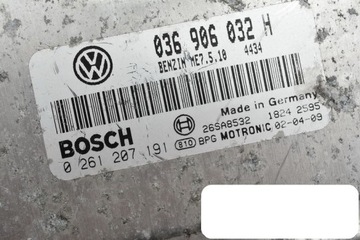 036 906 032 H
BENZIN ME7.5.10 4434
Made in Germany
BOSCH 26SA8532 1824 2595
0 261 207 191 810 BPG MOTRONIC 02-04-09